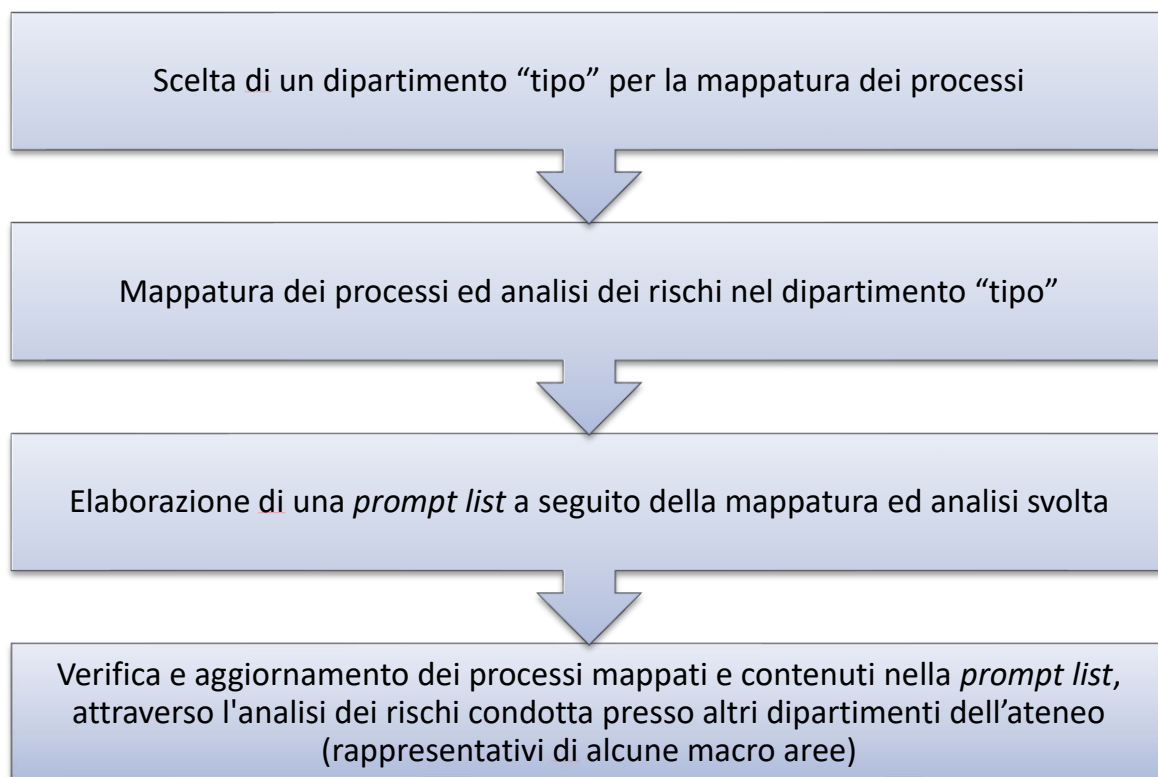 Scelta di un dipartimento “tipo” per la mappatura dei processi
Mappatura dei processi ed analisi dei rischi nel dipartimento “tipo”
Elaborazione di una prompt list a seguito della mappatura ed analisi svolta
Verifica e aggiornamento dei processi mappati e contenuti nella prompt list,
attraverso l'analisi dei rischi condotta presso altri dipartimenti dell’ateneo
(rappresentativi di alcune macro aree)